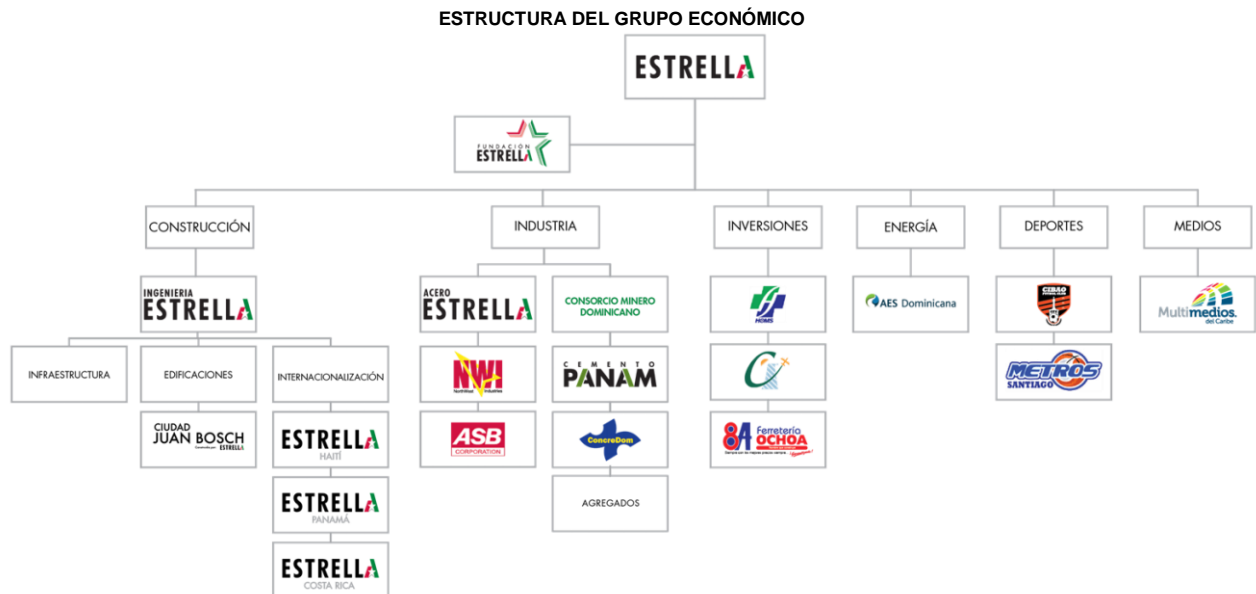 ESTRUCTURA DEL GRUPO ECONÓMICO
ESTRELLA
FUNDACIÓN
ESTRELLA
CONSTRUCCIÓN
INDUSTRIA
INVERSIONES
ENERGÍA
DEPORTES
MEDIOS
INGENIERIA
ESTRELLA
ACERO
ESTRELLA
CONSORCIO MINERO
DOMINICANO
HOMS
AES Dominicana
CIBAO
Multimedios.
del Caribe
INFRAESTRUCTURA
EDIFICACIONES
INTERNACIONALIZACIÓN
NWI
CEMENTO
PANAM
METROS
SANTIAGO
CIUDAD
JUAN BOSCH
ESTRELLA
ESTRELLA
HAITÍ
ASB
CORPORATION
ConcreDom
84 Ferretería
OCHOA
ESTRELLA
PANAMÁ
AGREGADOS
ESTRELLA
COSTA RICA